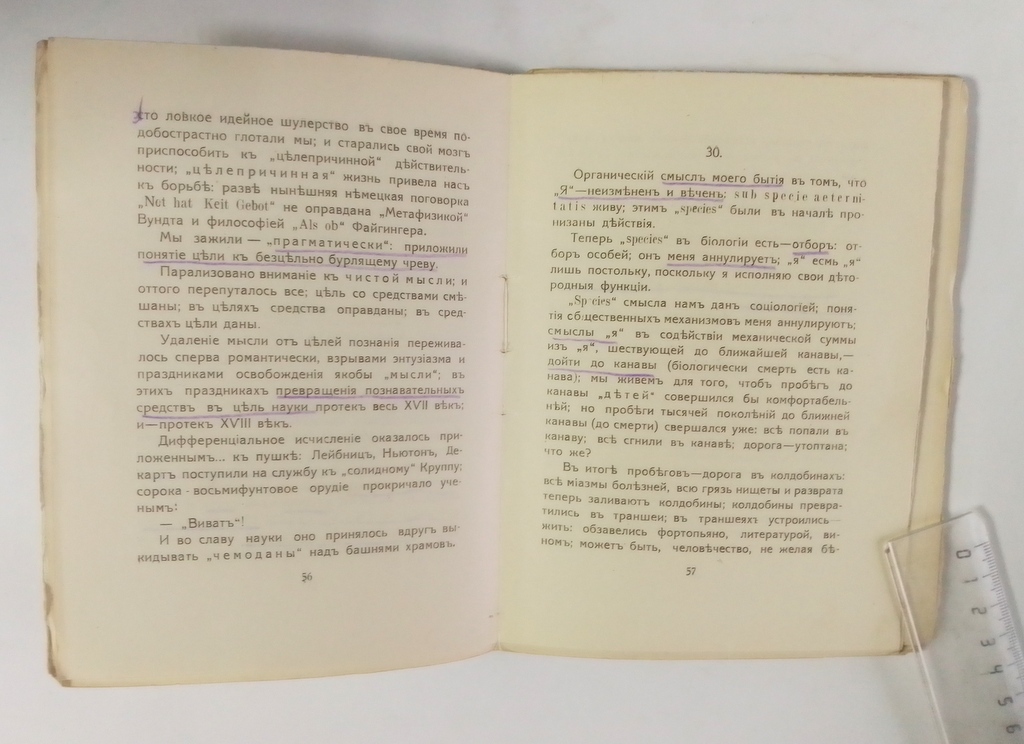 это ловкое идейное шулерство въ свое время по-
добострастно глотали мы; и старались свой мозгъ
приспособить къ „цѣлепричинной“ дѣйствитель-
ности; „цѣлепричинная“ жизнь привела насъ
къ борьбѣ: развѣ нынѣшняя нѣмецкая поговорка
„Not hat Keit Gebot“ не оправдана „Метафизикой“
Вундта и философіей „Als ob“ Файгингера.
Мы зажили — „прагматически“: приложили
понятіе цѣли къ безцѣльно бурлящему чреву.
Парализовано вниманіе къ чистой мысли; и
оттого перепуталось все; цѣль со средствами смѣ-
шаны; въ цѣляхъ средства оправданы; въ сред-
ствахъ цѣли даны.
Удаленіе мысли отъ цѣлей познанія пережива-
лось сперва романтически, взрывами энтузіазма и
праздниками освобожденія якобы „мысли“; въ
этихъ праздникахъ превращенія познавательныхъ
средствъ въ цѣль науки протекъ весь XVII вѣкъ;
и—протекъ XVIII вѣкъ.
Дифференціальное исчисленіе оказалось при-
ложеннымъ... къ пушкѣ: Лейбницъ, Ньютонъ, Де-
картъ поступили на службу къ „солидному“ Круппу;
сорока-восьмифунтовое орудіе прокричало уче-
нымъ:
— „Виватъ“!
И во славу науки оно принялось вдругъ вы-
кидывать „чемоданы“ надъ башнями храмовъ.
56
30.
Органическій смыслъ моего бытія въ томъ, что
„Я“—неизмѣненъ и вѣченъ; sub specie aeterni-
tatis живу; этимъ „species“ были въ началѣ про-
низаны дѣйствія.
Теперь „species“ въ біологіи есть—отборъ: от-
боръ особей; онъ меня аннулируетъ; „я“ есмь „я“
лишь постольку, поскольку я исполняю свои дѣто-
родныя функціи.
„Species“ смысла намъ данъ соціологіей; поня-
тія общественныхъ механизмовъ меня аннулируютъ;
смыслы „я“ въ содѣйствіи механической суммы
изъ „я“, шествующей до ближайшей канавы,—
дойти до канавы (біологически смерть есть ка-
нава); мы живемъ для того, чтобъ пробѣгъ до
канавы „дѣтей“ совершился бы комфортабель-
нѣй; но пробѣги тысячей поколѣній до ближней
канавы (до смерти) свершался уже: всѣ попали въ
канаву; всѣ сгнили въ канавѣ; дорога—утоптана;
что же?
Въ итогѣ пробѣговъ—дорога въ колдобинахъ:
всѣ міазмы болѣзней, всю грязь нищеты и разврата
теперь заливаютъ колдобины; колдобины превра-
тились въ траншеи; въ траншеяхъ устроились
жить: обзавелись фортопьяно, литературой, ви-
номъ; можетъ быть, человѣчество, не желая бѣ-
57
0 1 2 3 4 5 6